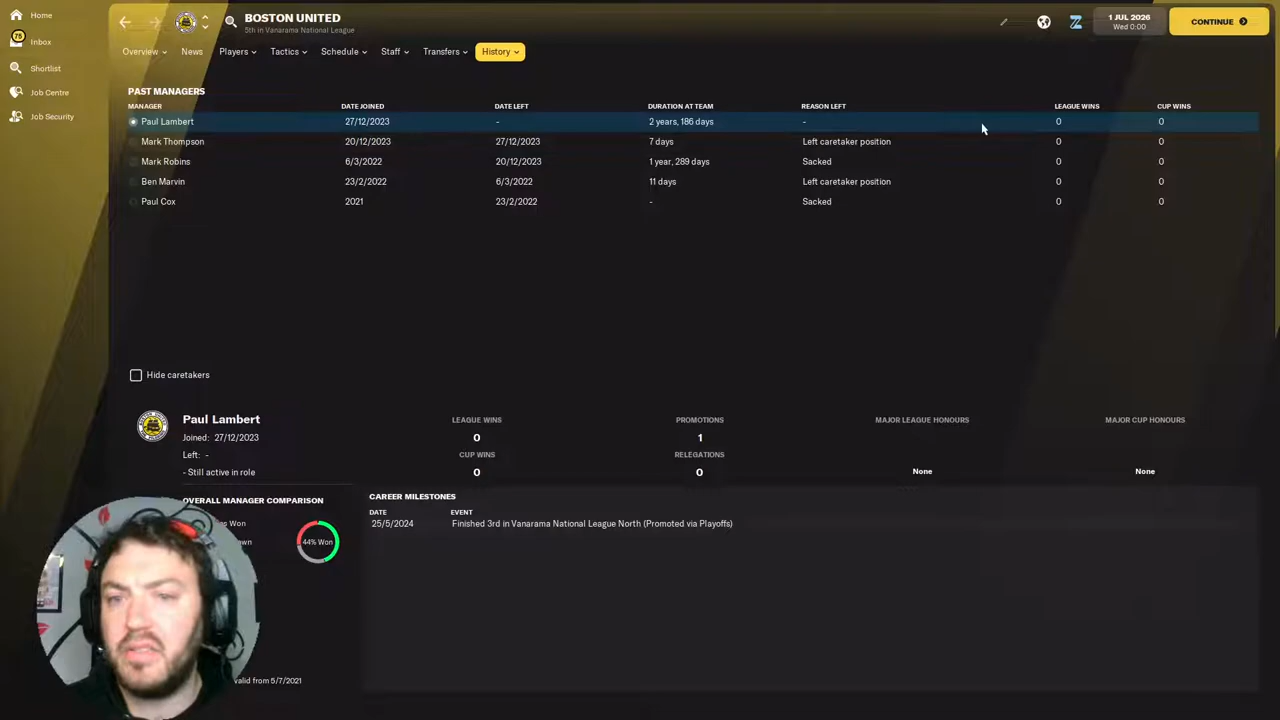 Home
75
Inbox
Shortlist
Job Centre
Job Security
BOSTON UNITED
5th in Vanarama National League
1 JUL 2026
Wed 0:00
CONTINUE
Overview News Players Tactics Schedule Staff Transfers History
PAST MANAGERS
MANAGER DATE JOINED DATE LEFT DURATION AT TEAM REASON LEFT LEAGUE WINS CUP WINS
Paul Lambert 27/12/2023 - 2 years, 186 days - 0 0
Mark Thompson 20/12/2023 27/12/2023 7 days Left caretaker position 0 0
Mark Robins 6/3/2022 20/12/2023 1 year, 289 days Sacked 0 0
Ben Marvin 23/2/2022 6/3/2022 11 days Left caretaker position 0 0
Paul Cox 2021 23/2/2022 - Sacked 0 0
Hide caretakers
Paul Lambert
Joined: 27/12/2023
Left: -
- Still active in role
LEAGUE WINS PROMOTIONS MAJOR LEAGUE HONOURS MAJOR CUP HONOURS
0 1
CUP WINS RELEGATIONS
0 0 None None
OVERALL MANAGER COMPARISON
Won
44% Won
valid from 5/7/2021
CAREER MILESTONES
DATE EVENT
25/5/2024 Finished 3rd in Vanarama National League North (Promoted via Playoffs)